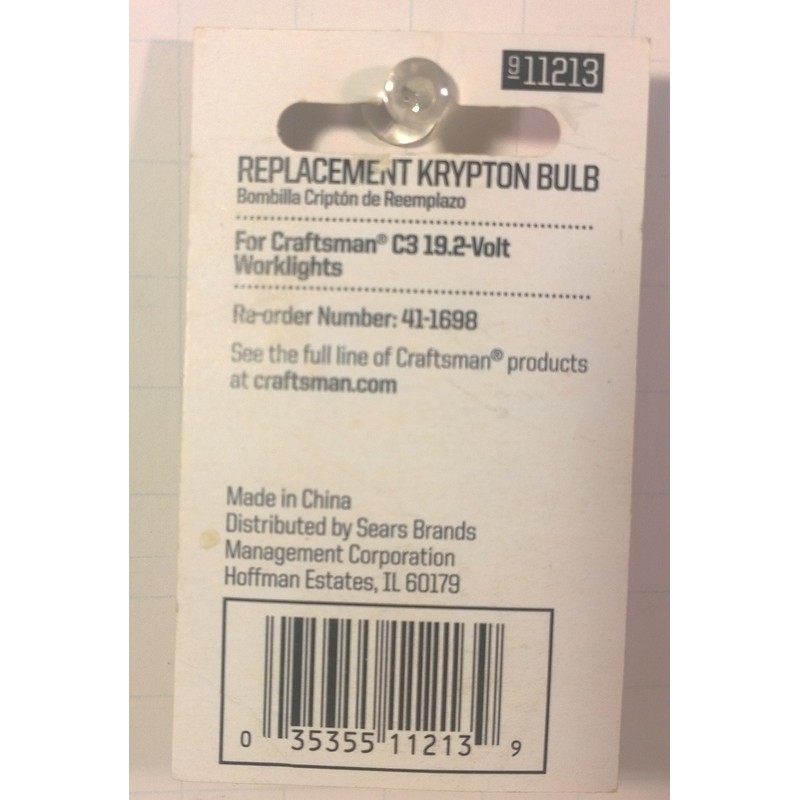 911213
REPLACEMENT KRYPTON BULB
Bombilla Criptón de Reemplazo
For Craftsman® C3 19.2-Volt
Worklights
Re-order Number: 41-1698
See the full line of Craftsman® products
at craftsman.com
Made in China
Distributed by Sears Brands
Management Corporation
Hoffman Estates, IL 60179
0 35355 11213 9